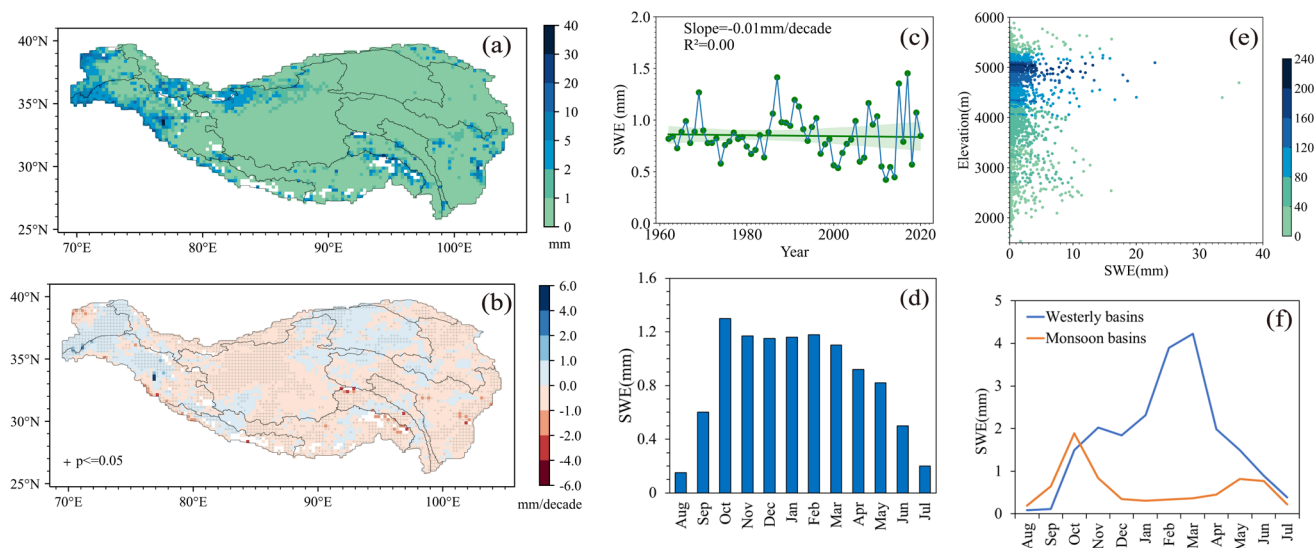 (a)
40°N
35°N
30°N
25°N
70°E 80°E 90°E 100°E
40
30
20
10
5
2
1
0
mm
(b)
40°N
35°N
30°N
25°N
70°E 80°E 90°E 100°E
+ p<=0.05
6.0
4.0
2.0
1.0
0.0
-1.0
-2.0
-4.0
-6.0
mm/decade
Slope=-0.01mm/decade
R²=0.00
(c)
SWE (mm)
2.0
1.5
1.0
0.5
0.0
1960 1980 2000 2020
Year
(d)
SWE(mm)
1.6
1.2
0.8
0.4
0
Aug Sep Oct Nov Dec Jan Feb Mar Apr May Jun Jul
(e)
Elevation(m)
6000
5000
4000
3000
2000
0 10 20 30 40
SWE(mm)
240
200
160
120
80
40
0
(f)
Westerly basins
Monsoon basins
SWE(mm)
5
4
3
2
1
0
Aug Sep Oct Nov Dec Jan Feb Mar Apr May Jun Jul